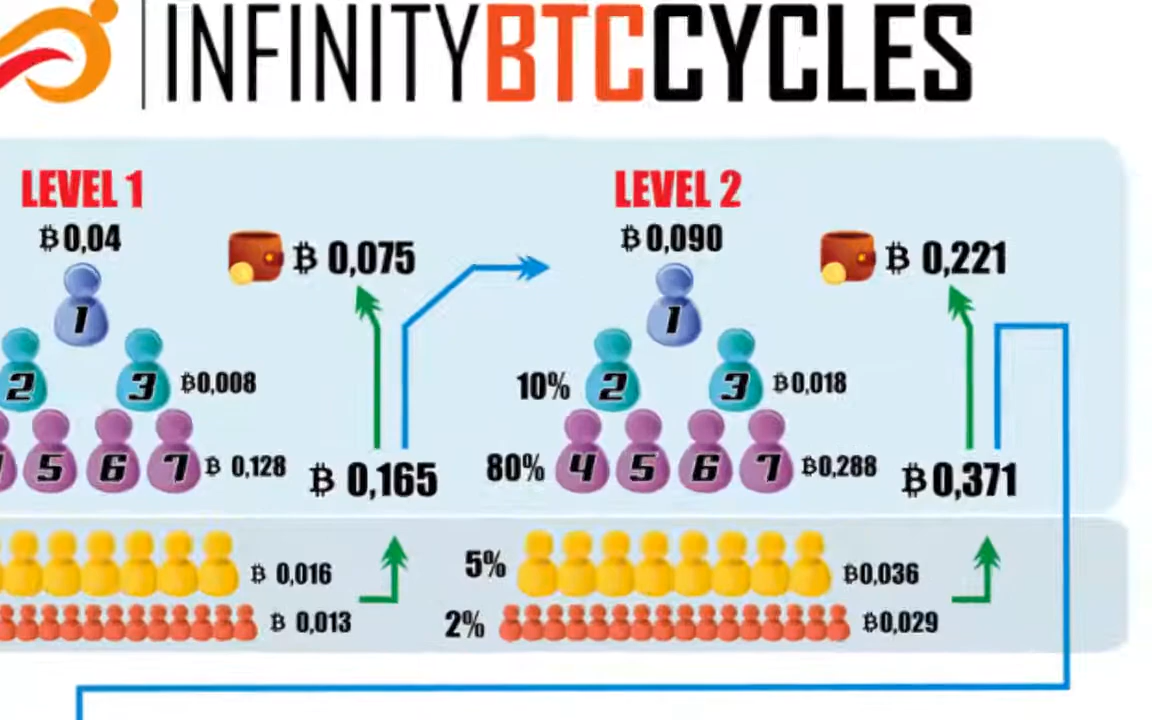 INFINITYBTCCYCLES
LEVEL 1
₿0,04
₿ 0,075
1
2 3 ₿0,008
5 6 7 ₿ 0,128
₿ 0,165
₿ 0,016
₿ 0,013
LEVEL 2
₿0,090
₿ 0,221
1
10% 2 3 ₿0,018
80% 4 5 6 7 ₿0,288
₿0,371
5% ₿0,036
2% ₿0,029